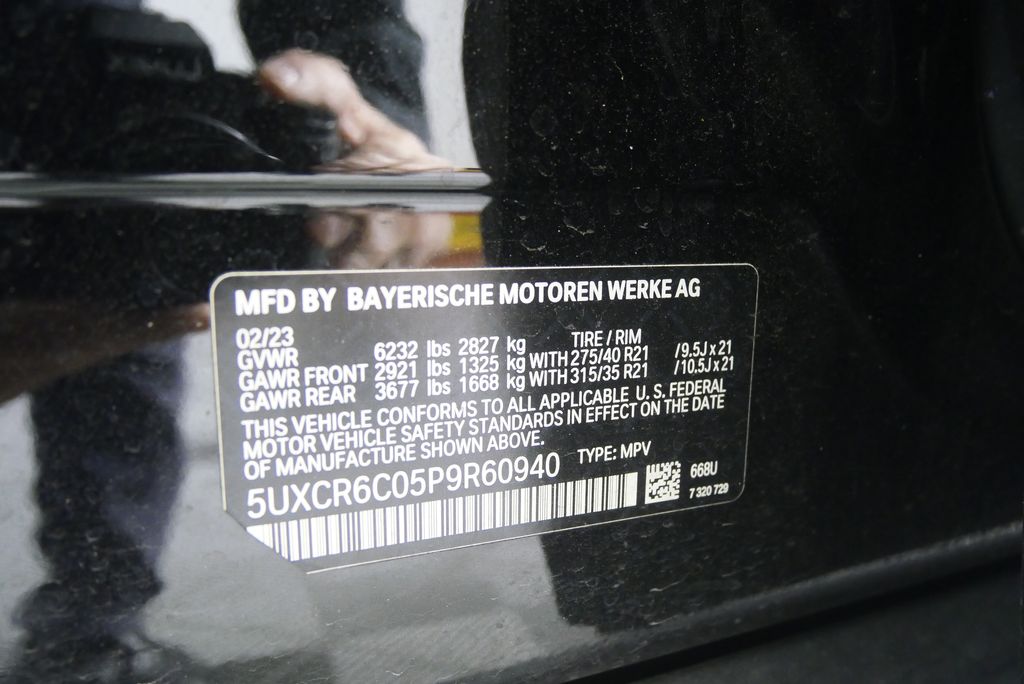 MFD BY BAYERISCHE MOTOREN WERKE AG
02/23 TIRE / RIM
GVWR 6232 lbs 2827 kg
GAWR FRONT 2921 lbs 1325 kg WITH 275/40 R21 /9.5J x 21
GAWR REAR 3677 lbs 1668 kg WITH 315/35 R21 /10.5J x 21
THIS VEHICLE CONFORMS TO ALL APPLICABLE U.S. FEDERAL
MOTOR VEHICLE SAFETY STANDARDS IN EFFECT ON THE DATE
OF MANUFACTURE SHOWN ABOVE.
TYPE: MPV
5UXCR6C05P9R60940
668U
7 320 729